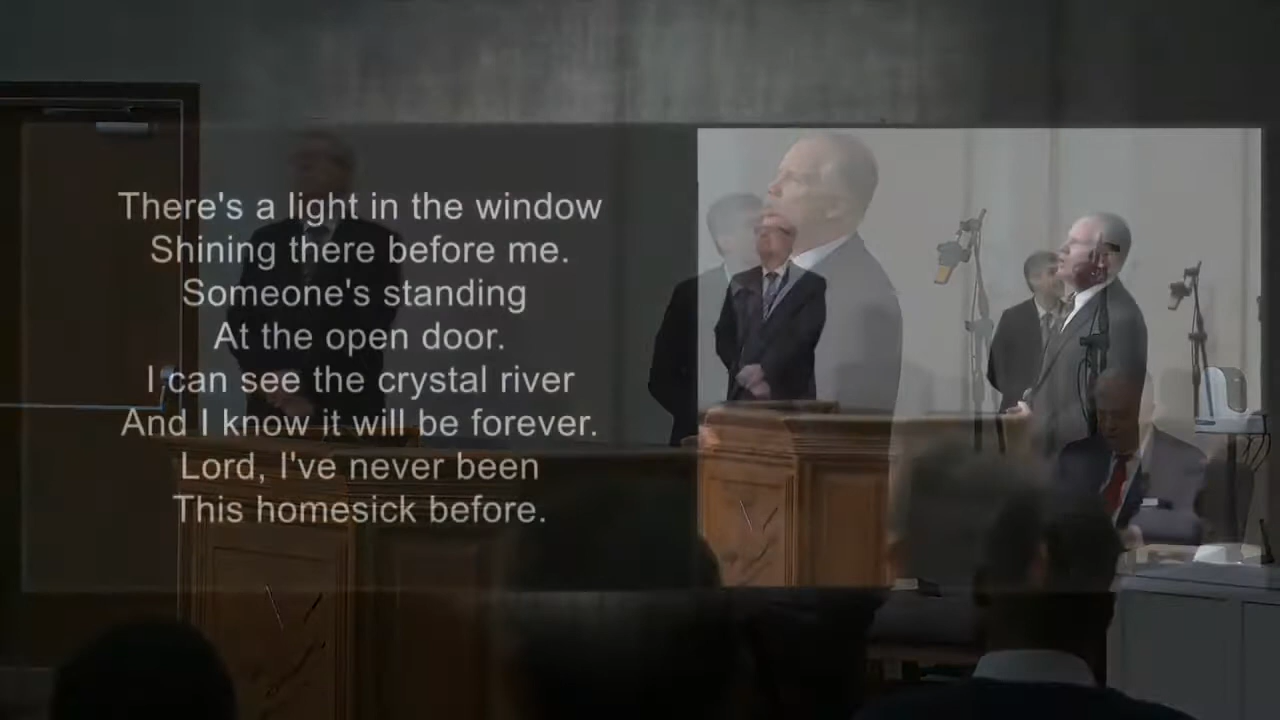 There's a light in the window
Shining there before me.
Someone's standing
At the open door.
I can see the crystal river
And I know it will be forever.
Lord, I've never been
This homesick before.